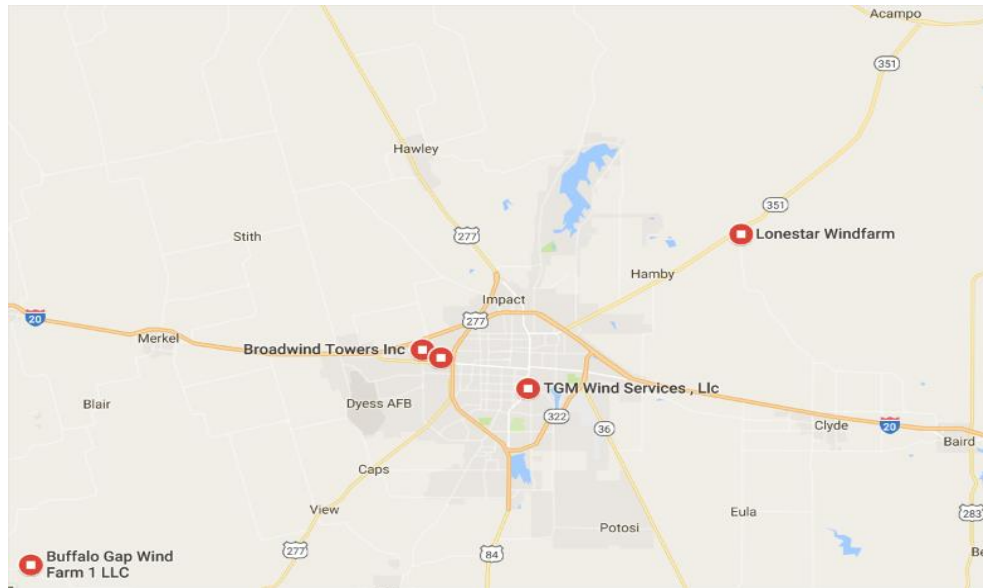 Acampo
351
Hawley
351
Lonestar Windfarm
277
Stith
Hamby
Impact
20
277
Merkel
Broadwind Towers Inc
TGM Wind Services , Llc
Blair
Dyess AFB
322
36
Clyde
20
Baird
Caps
View
Eula
283
Potosi
277
84
Be
Buffalo Gap Wind
Farm 1 LLC